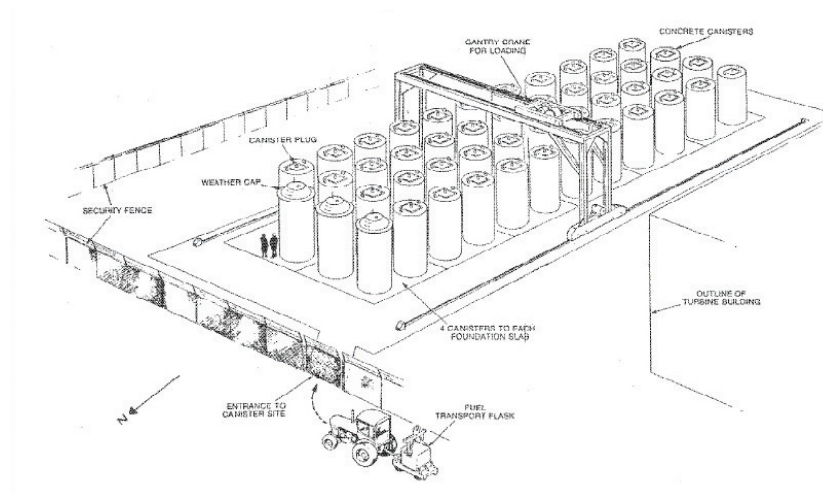 GANTRY CRANE
FOR LOADING
CONCRETE CANISTERS
CANISTER PLUG
WEATHER CAP
SECURITY FENCE
OUTLINE OF
TURBINE BUILDING
4 CANISTERS TO EACH
FOUNDATION SLAB
ENTRANCE TO
CANISTER SITE
FUEL
TRANSPORT FLASK
N